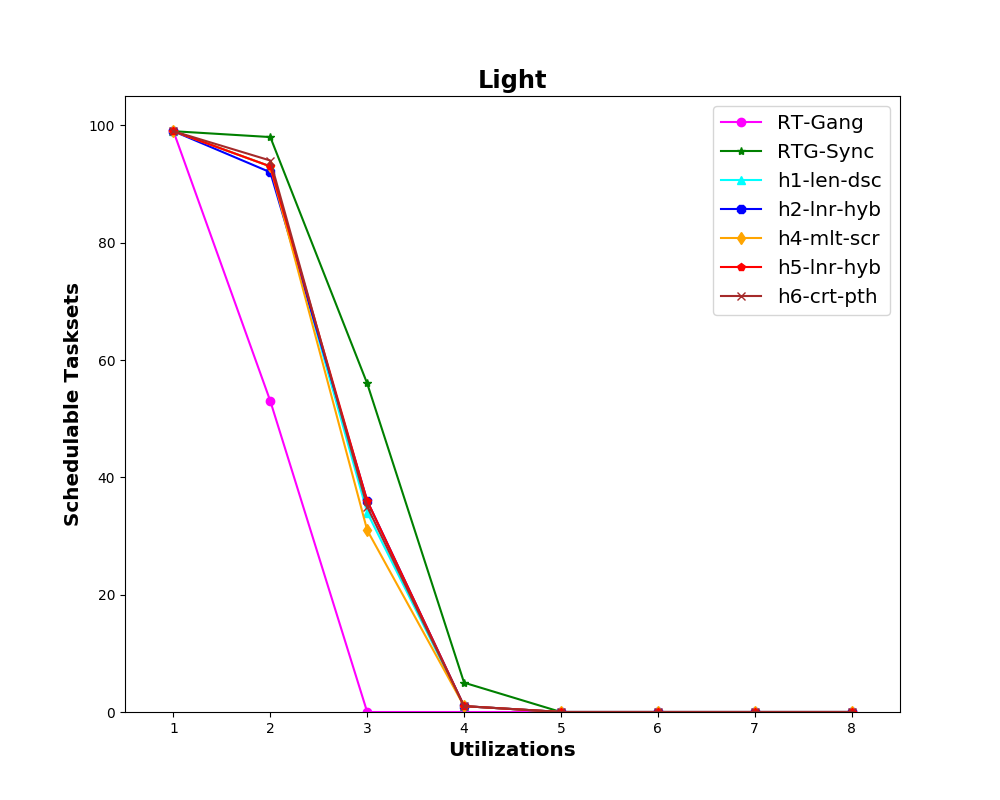 Light
100
80
60
40
20
0
Schedulable Tasksets
RT-Gang
RTG-Sync
h1-len-dsc
h2-lnr-hyb
h4-mlt-scr
h5-lnr-hyb
h6-crt-pth
1 2 3 4 5 6 7 8
Utilizations